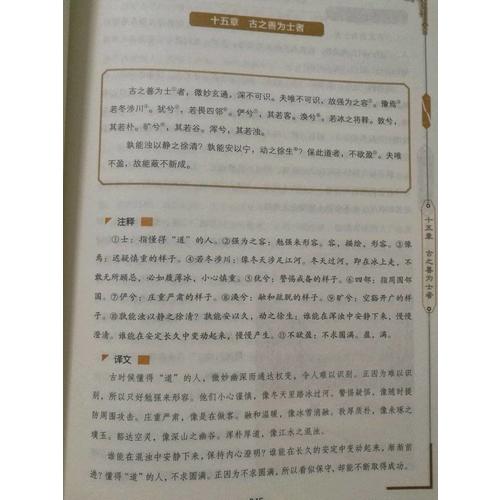 十五章 古之善为士者
古之善为士①者，微妙玄通，深不可识。夫唯不可识，故强为之容②。豫焉③
若冬涉川④。犹兮⑤，若畏四邻⑥。俨兮⑦，其若客。涣兮⑧，若冰之将释。敦兮，
其若朴。旷兮⑨，其若谷。浑兮，其若浊。
孰能浊以静之徐清？孰能安以宁，动之徐生⑩？保此道者，不欲盈⑪。夫唯
不盈，故能蔽不新成。
注释
①士：指懂得“道”的人。②强为之容：勉强来形容。容，描绘、形容。③豫
焉：迟疑慎重的样子。④若冬涉川：像冬天涉足江河。冬天过河，即在冰上走，不
敢无所顾忌，必如履薄冰，小心慎重。⑤犹兮：警惕戒备的样子。⑥四邻：指周围邻
国。⑦俨兮：庄重严肃的样子。⑧涣兮：融和疏脱的样子。⑨旷兮：空豁开广的样
子。⑩孰能浊以静之徐清？孰能安以久，动之徐生：谁能在浑浊中安静下来，慢慢
澄清。谁能在安定长久中变动起来，慢慢产生。⑪不欲盈：不求圆满。盈，满。
译文
古时候懂得“道”的人，微妙幽深而通达权变，令人难以识别。正因为难以识
别，所以只好勉强来形容。他们小心谨慎，像冬天里踏冰过河。警惕疑惧，像随时提
防周围攻击。庄重严肃，像是在做客。融和温暖，像冰雪消融。敦厚质朴，像未琢之
璞玉。豁达空灵，像深山之幽谷。浑朴厚道，像江水之混浊。
谁能在混浊中安静下来，保持内心澄明？谁能在长久的安定中变动起来，渐渐前
进？懂得“道”的人，不求圆满。正因为不求圆满，所以看似保守，却能不断取得成功。
十五章 古之善为士者